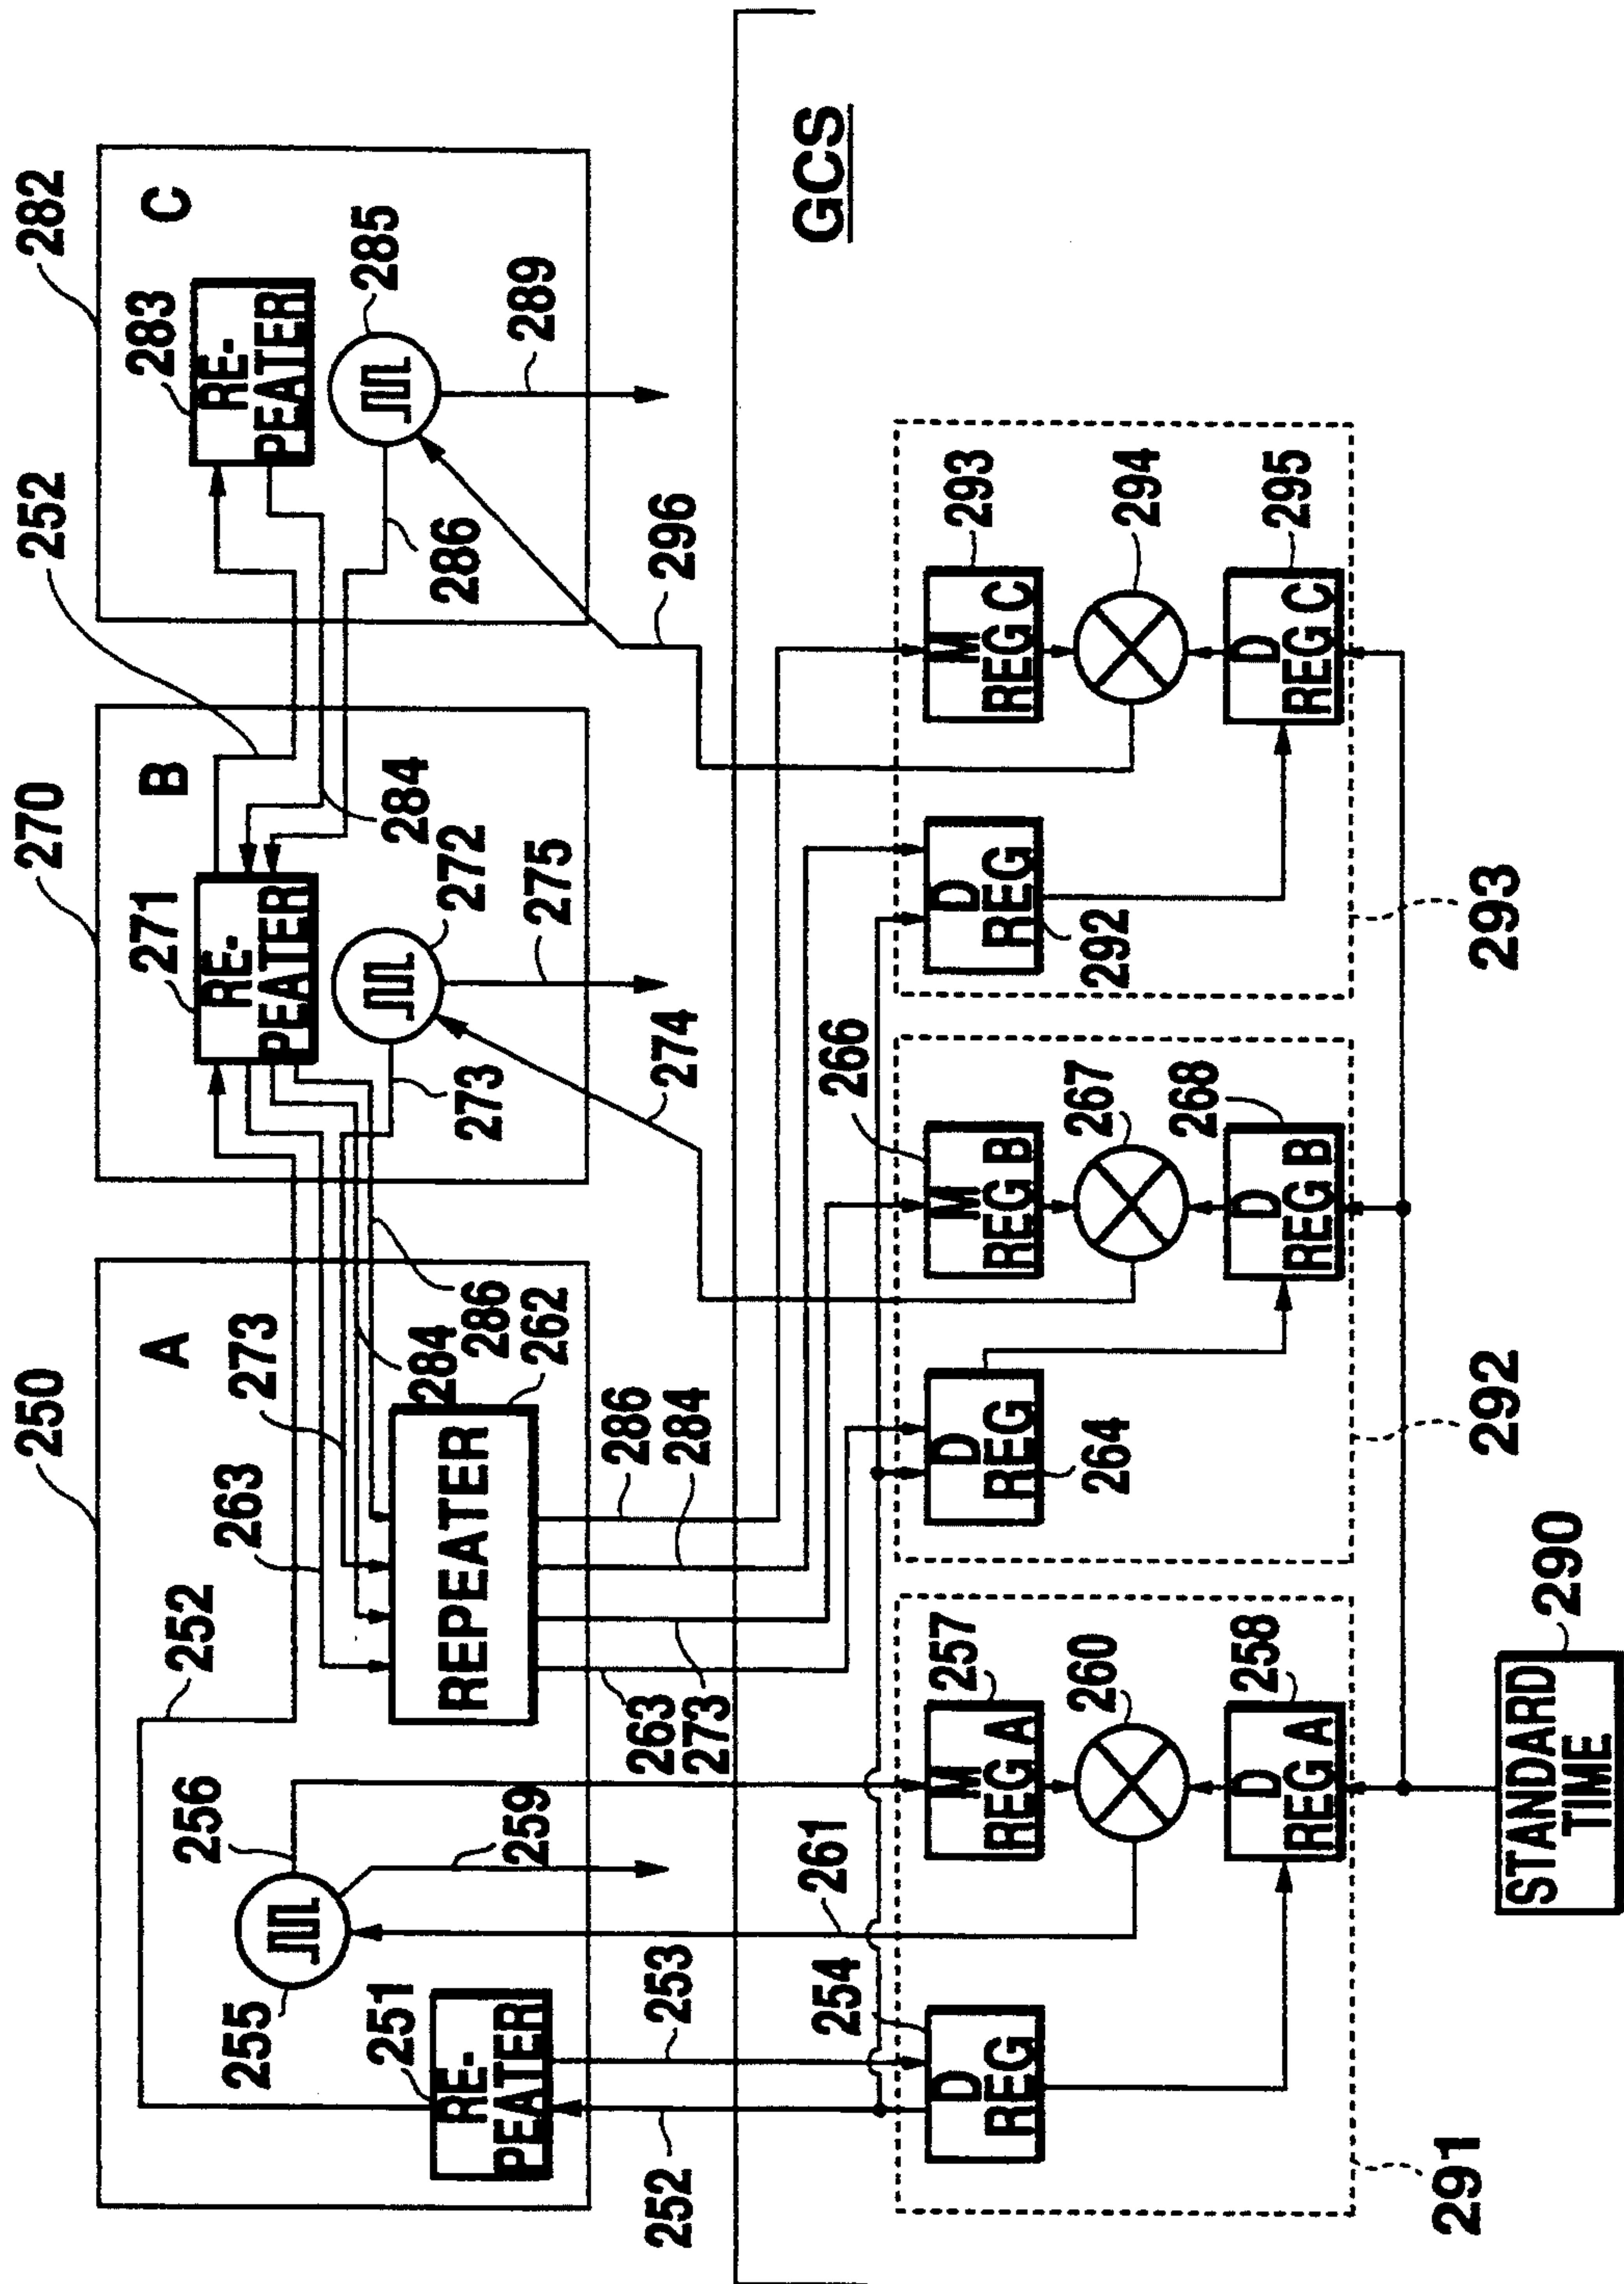 250
270
252
282
A
B
C
252
263
273
271
RE-
PEATER
283
RE-
PEATER
256
255
259
251
RE-
PEATER
REPEATER
284
286
262
273
272
284
275
286
285
289
252
253
261
263
273
286
284
274
296
GCS
254
D
REG
257
M
REG A
260
258
D
REG A
264
D
REG
266
M
REG B
267
268
D
REG B
292
D
REG
293
M
REG C
294
295
D
REG C
291
292
293
290
STANDARD
TIME